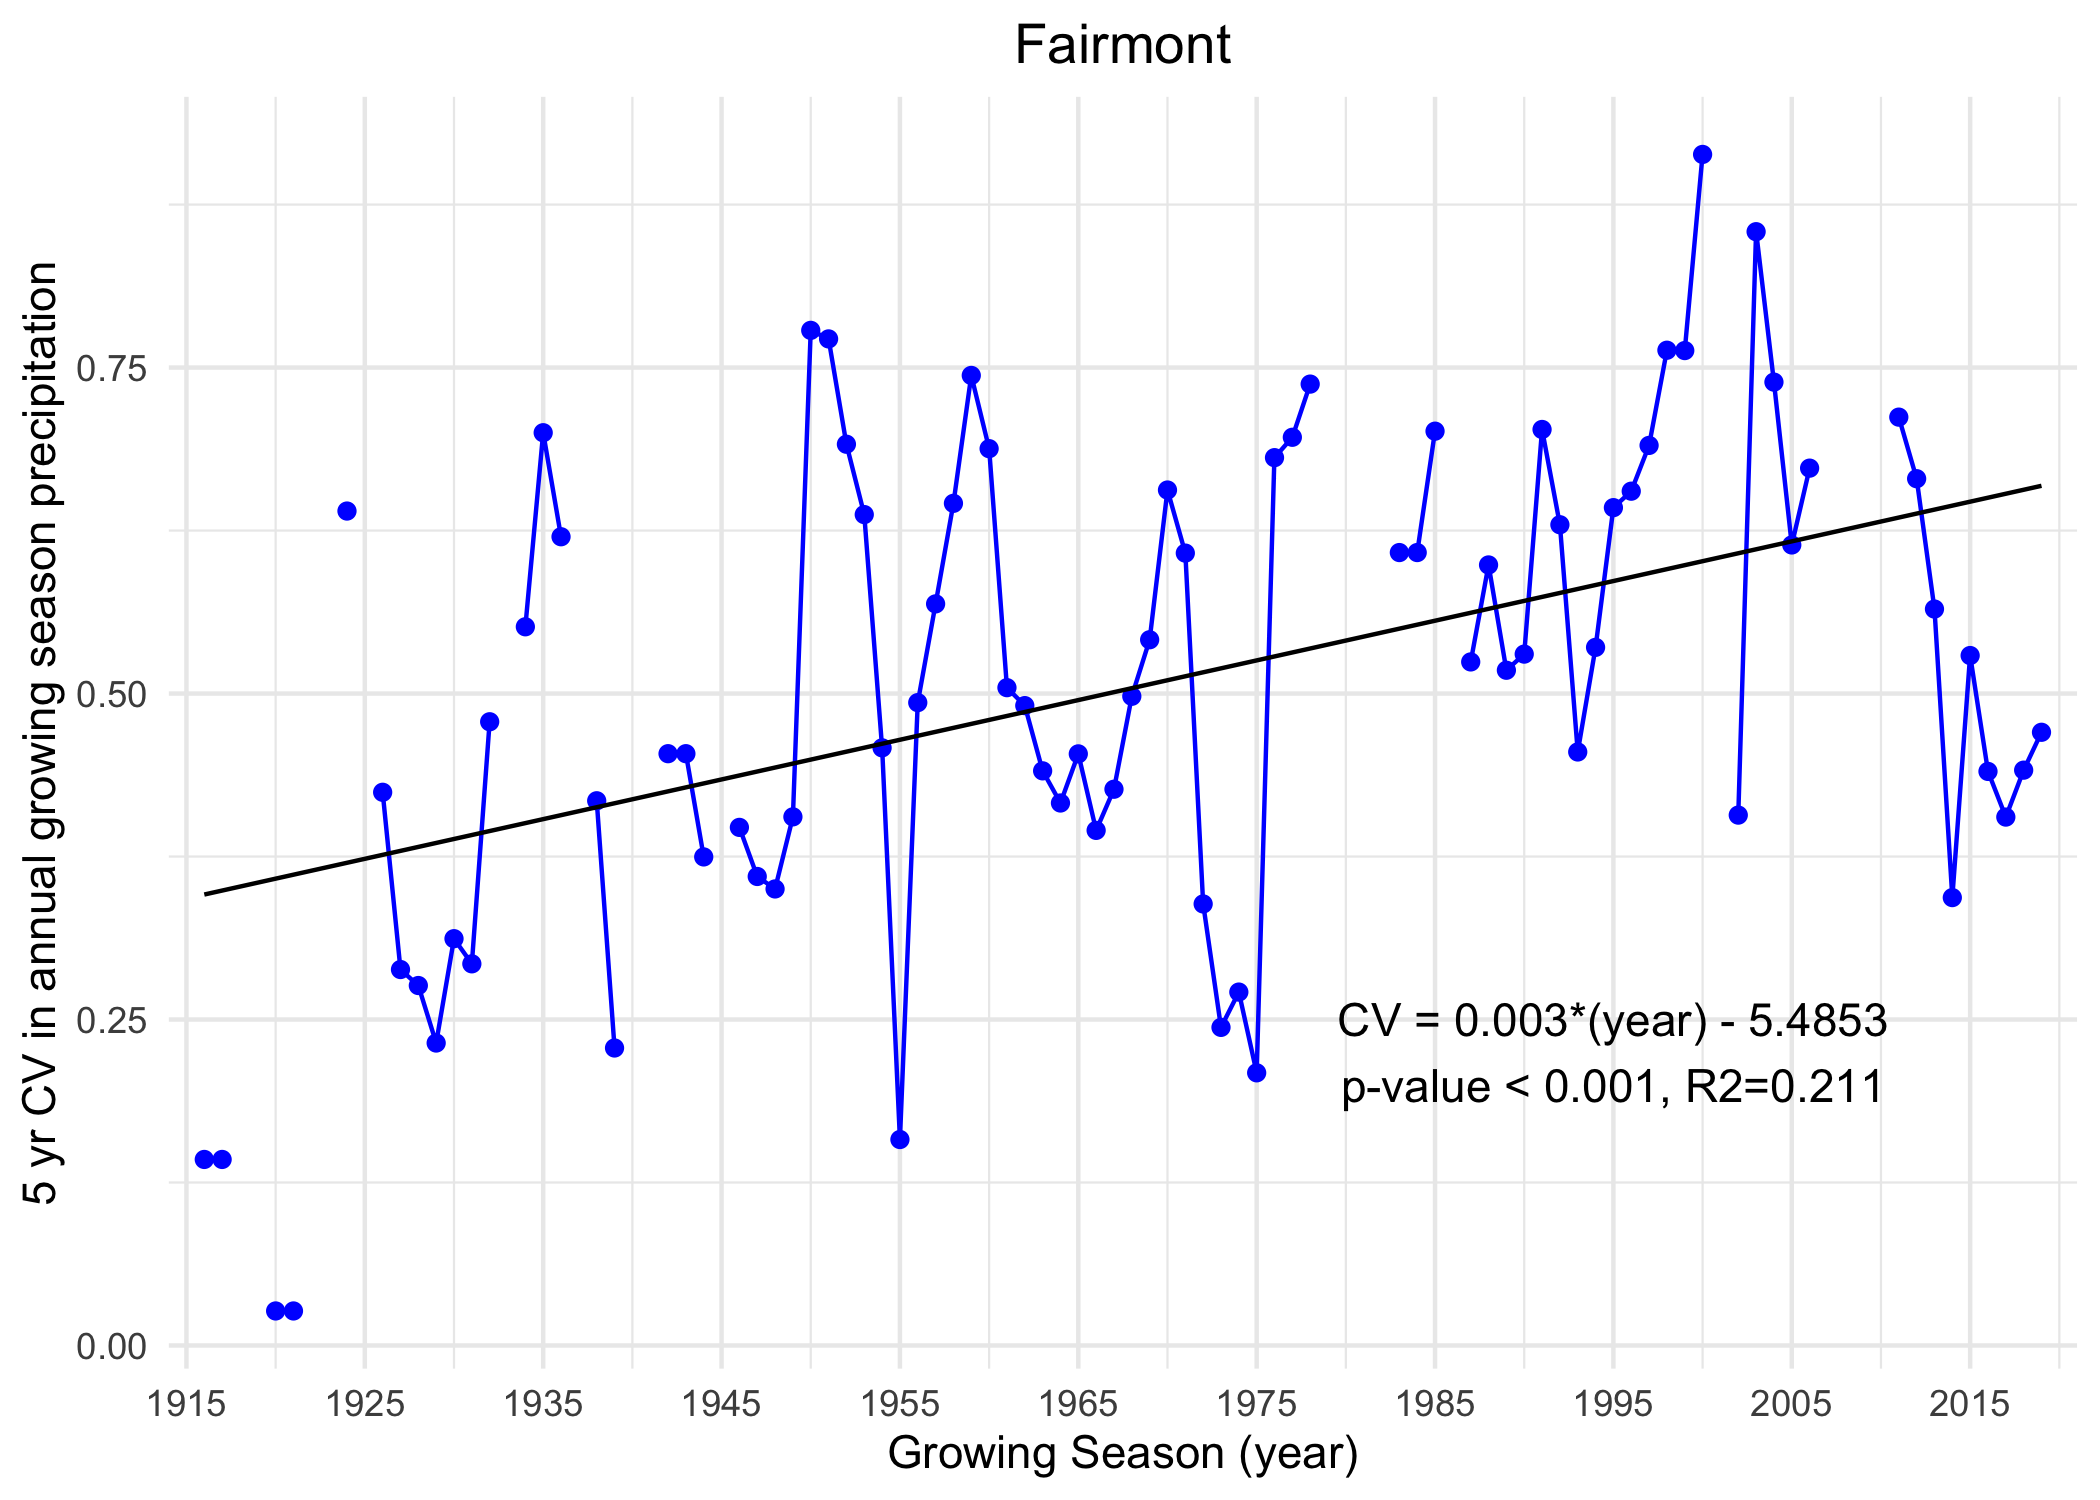 Fairmont
5 yr CV in annual growing season precipitation
0.75
0.50
0.25
0.00
CV = 0.003*(year) - 5.4853
p-value < 0.001, R2=0.211
1915 1925 1935 1945 1955 1965 1975 1985 1995 2005 2015
Growing Season (year)